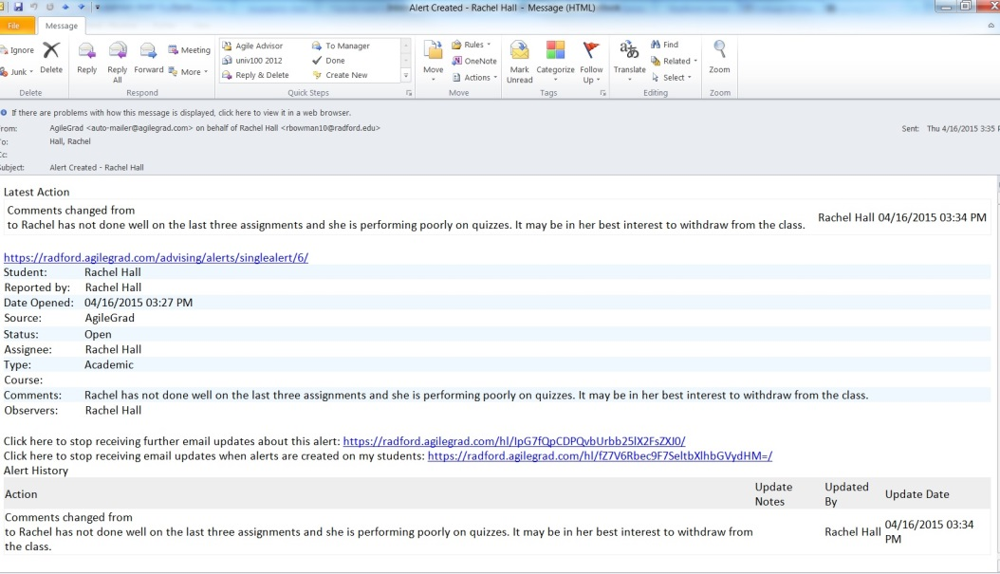 Alert Created - Rachel Hall - Message (HTML)
File Message
Ignore
Junk
Delete
Delete
Reply
Reply All
Forward
Meeting
More
Respond
Agile Advisor
univ100 2012
Reply & Delete
To Manager
Done
Create New
Quick Steps
Move
Rules
OneNote
Actions
Move
Mark Unread
Categorize
Follow Up
Tags
Translate
Find
Related
Select
Editing
Zoom
Zoom
If there are problems with how this message is displayed, click here to view it in a web browser.
rom: AgileGrad <auto-mailer@agilegrad.com> on behalf of Rachel Hall <rbowman10@radford.edu> Sent: Thu 4/16/2015 3:35
o: Hall, Rachel
c:
ubject: Alert Created - Rachel Hall
Latest Action
Comments changed from
to Rachel has not done well on the last three assignments and she is performing poorly on quizzes. It may be in her best interest to withdraw from the class. Rachel Hall 04/16/2015 03:34 PM
https://radford.agilegrad.com/advising/alerts/singlealert/6/
Student: Rachel Hall
Reported by: Rachel Hall
Date Opened: 04/16/2015 03:27 PM
Source: AgileGrad
Status: Open
Assignee: Rachel Hall
Type: Academic
Course:
Comments: Rachel has not done well on the last three assignments and she is performing poorly on quizzes. It may be in her best interest to withdraw from the class.
Observers: Rachel Hall
Click here to stop receiving further email updates about this alert: https://radford.agilegrad.com/hl/IpG7fQpCDPQvbUrbb25lX2FsZXJ0/
Click here to stop receiving email updates when alerts are created on my students: https://radford.agilegrad.com/hl/fZ7V6Rbec9F7SeltbXlhbGVydHM=/
Alert History
Action Update Notes Updated By Update Date
Comments changed from
to Rachel has not done well on the last three assignments and she is performing poorly on quizzes. It may be in her best interest to withdraw from
the class.
Rachel Hall 04/16/2015 03:34
PM